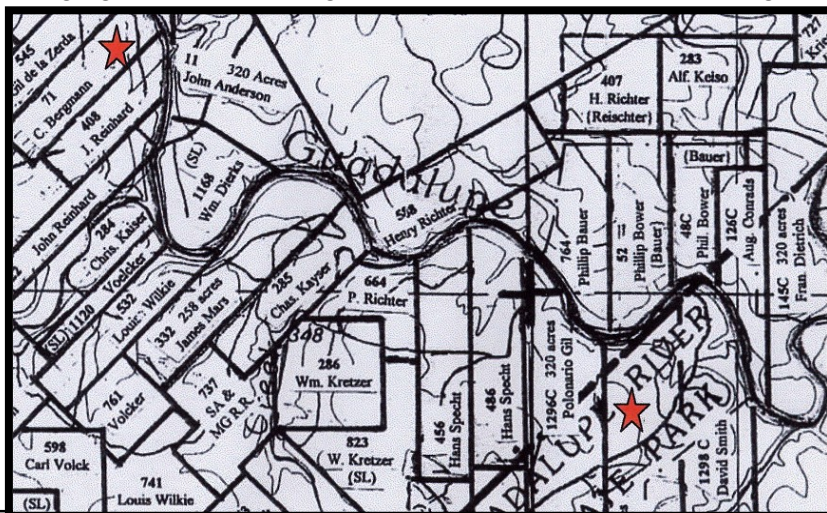 545
Gil de la Zerda
71
C. Bergmann
408
J. Reinhard
11
320 Acres
John Anderson
(SL)
1168
Wm. Dierks
Guadalupe
558
Henry Richter
407
H. Richter
(Reischter)
283
Alf. Keiso
727
764
Phillip Bauer
52
Phillip Bower
(Bauer)
(Bauer)
48C
Phil Bower
126C
Aug. Conrads
145C 320 acres
Fran. Dietrich
John Reinhard
284
Chris. Kaiser
(SL) 1120
Voelcker
532
Louis Wilkie
332 258 acres
James Mars
285
Chas. Kayser
664
P. Richter
348
286
Wm. Kretzer
761
Volcker
737
SA &
MG R.R.
456
Hans Specht
486
Hans Specht
1296C 320 acres
Polonario Gil
ADALUPE RIVER
PARK
1298 C
David Smith
598
Carl Volck
(SL)
741
Louis Wilkie
823
W. Kretzer
(SL)